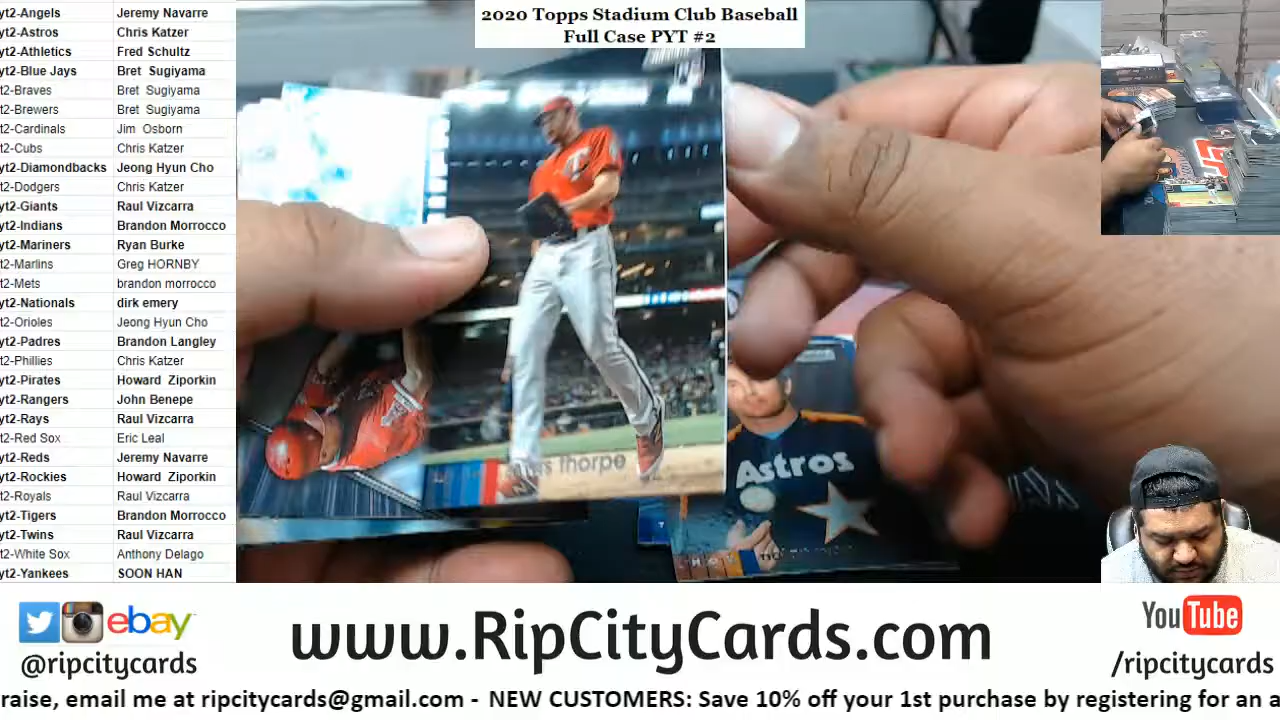 2020 Topps Stadium Club Baseball
Full Case PYT #2
yt2-Angels Jeremy Navarre
yt2-Astros Chris Katzer
yt2-Athletics Fred Schultz
yt2-Blue Jays Bret Sugiyama
t2-Braves Bret Sugiyama
t2-Brewers Bret Sugiyama
t2-Cardinals Jim Osborn
t2-Cubs Chris Katzer
yt2-Diamondbacks Jeong Hyun Cho
t2-Dodgers Chris Katzer
yt2-Giants Raul Vizcarra
yt2-Indians Brandon Morrocco
yt2-Mariners Ryan Burke
t2-Marlins Greg HORNBY
t2-Mets brandon morrocco
yt2-Nationals dirk emery
t2-Orioles Jeong Hyun Cho
yt2-Padres Brandon Langley
t2-Phillies Chris Katzer
yt2-Pirates Howard Ziporkin
yt2-Rangers John Benepe
yt2-Rays Raul Vizcarra
t2-Red Sox Eric Leal
yt2-Reds Jeremy Navarre
yt2-Rockies Howard Ziporkin
t2-Royals Raul Vizcarra
yt2-Tigers Brandon Morrocco
yt2-Twins Raul Vizcarra
t2-White Sox Anthony Delago
yt2-Yankees SOON HAN
thorpe
Astros
ebay
@ripcitycards
www.RipCityCards.com
YouTube
/ripcitycards
raise, email me at ripcitycards@gmail.com - NEW CUSTOMERS: Save 10% off your 1st purchase by registering for an a